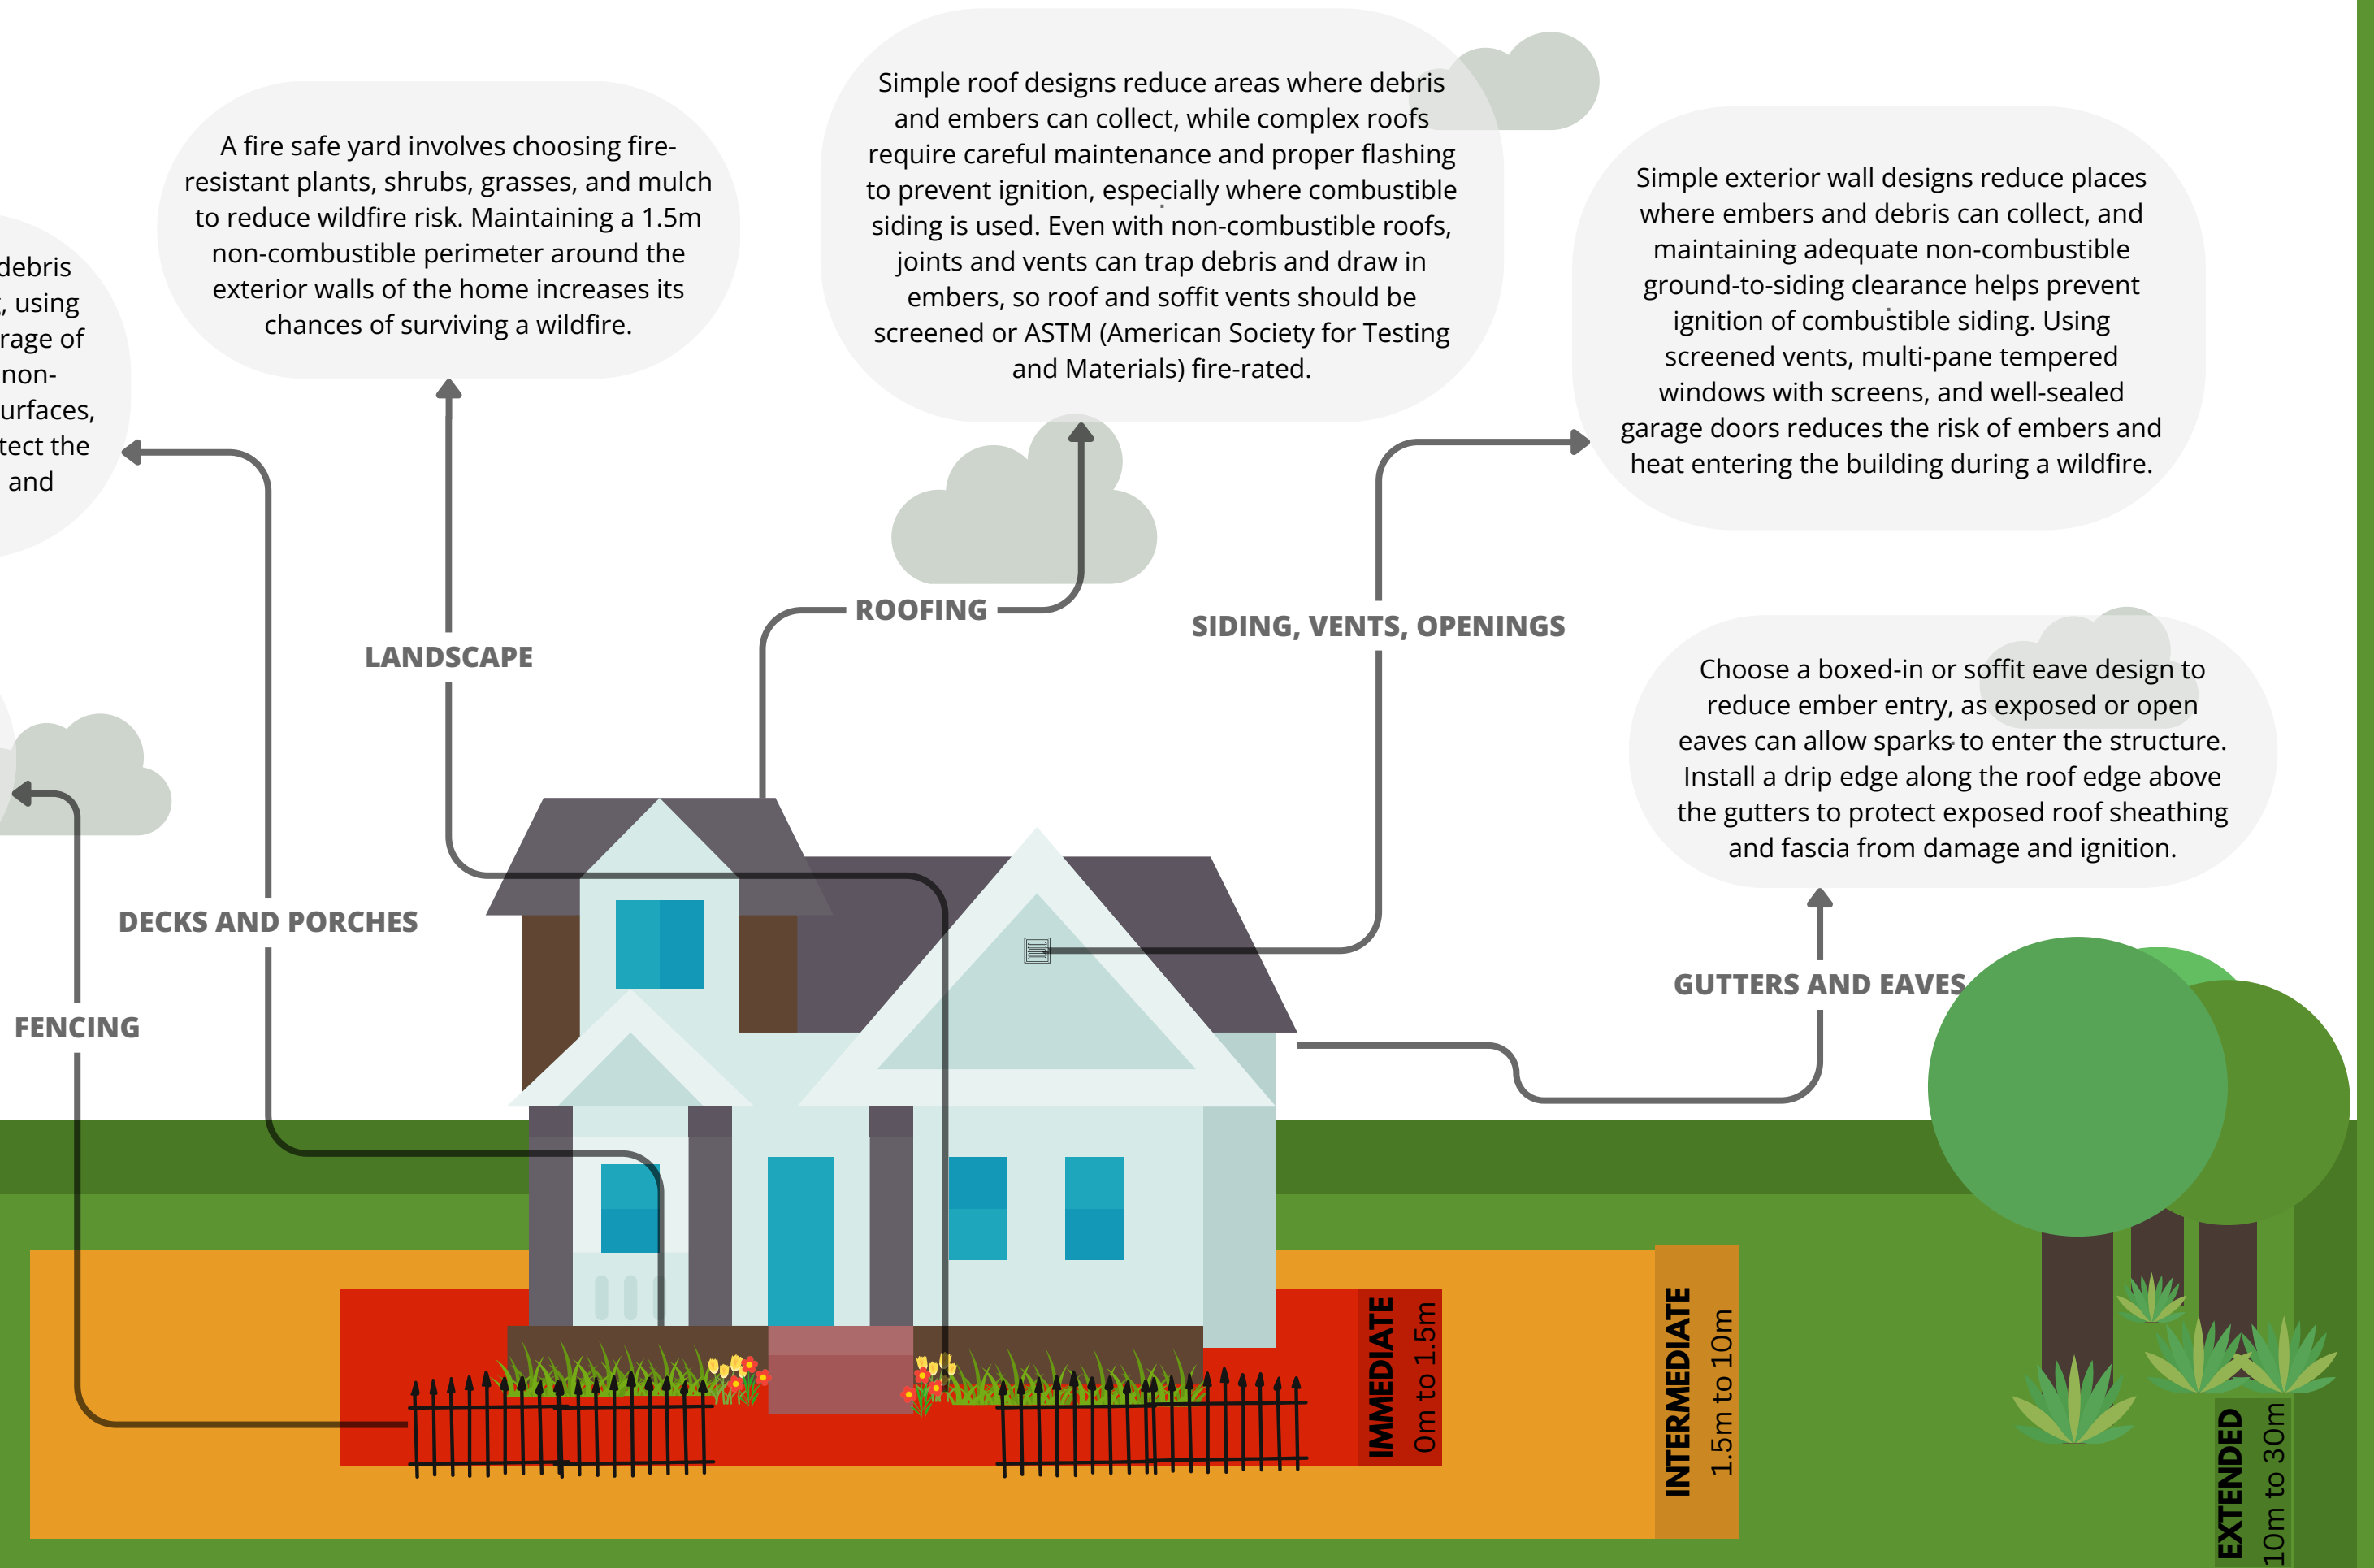 Simple roof designs reduce areas where debris
and embers can collect, while complex roofs
require careful maintenance and proper flashing
to prevent ignition, especially where combustible
siding is used. Even with non-combustible roofs,
joints and vents can trap debris and draw in
embers, so roof and soffit vents should be
screened or ASTM (American Society for Testing
and Materials) fire-rated.
A fire safe yard involves choosing fire-
resistant plants, shrubs, grasses, and mulch
to reduce wildfire risk. Maintaining a 1.5m
non-combustible perimeter around the
exterior walls of the home increases its
chances of surviving a wildfire.
Simple exterior wall designs reduce places
where embers and debris can collect, and
maintaining adequate non-combustible
ground-to-siding clearance helps prevent
ignition of combustible siding. Using
screened vents, multi-pane tempered
windows with screens, and well-sealed
garage doors reduces the risk of embers and
heat entering the building during a wildfire.
debris
, using
rage of
non-
urfaces,
tect the
and
ROOFING
SIDING, VENTS, OPENINGS
LANDSCAPE
Choose a boxed-in or soffit eave design to
reduce ember entry, as exposed or open
eaves can allow sparks to enter the structure.
Install a drip edge along the roof edge above
the gutters to protect exposed roof sheathing
and fascia from damage and ignition.
DECKS AND PORCHES
GUTTERS AND EAVES
FENCING
IMMEDIATE
0m to 1.5m
INTERMEDIATE
1.5m to 10m
EXTENDED
10m to 30m